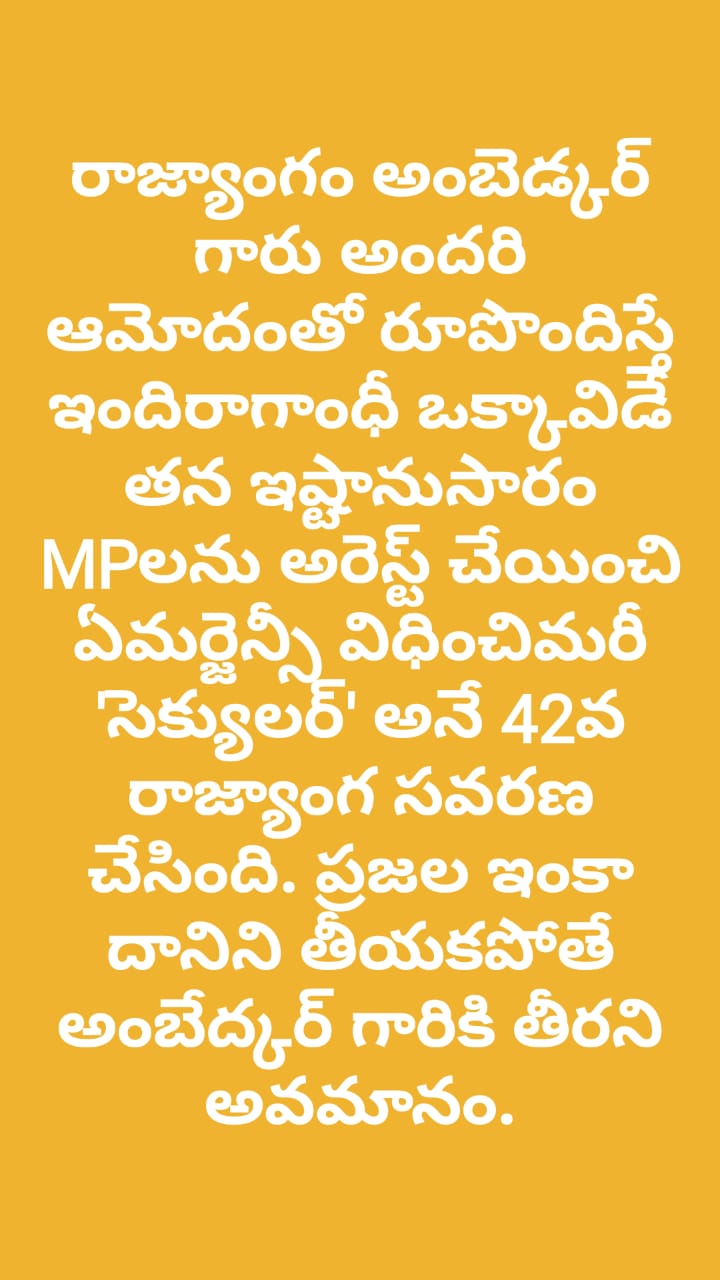 రాజ్యాంగం అంబెడ్కర్
గారు అందరి
ఆమోదంతో రూపొందిస్తే
ఇందిరాగాంధీ ఒక్కావిడే
తన ఇష్టానుసారం
MPలను అరెస్ట్ చేయించి
ఏమర్జెన్సీ విధించిమరీ
'సెక్యులర్' అనే 42వ
రాజ్యాంగ సవరణ
చేసింది. ప్రజల ఇంకా
దానిని తీయకపోతే
అంబేద్కర్ గారికి తీరని
అవమానం.